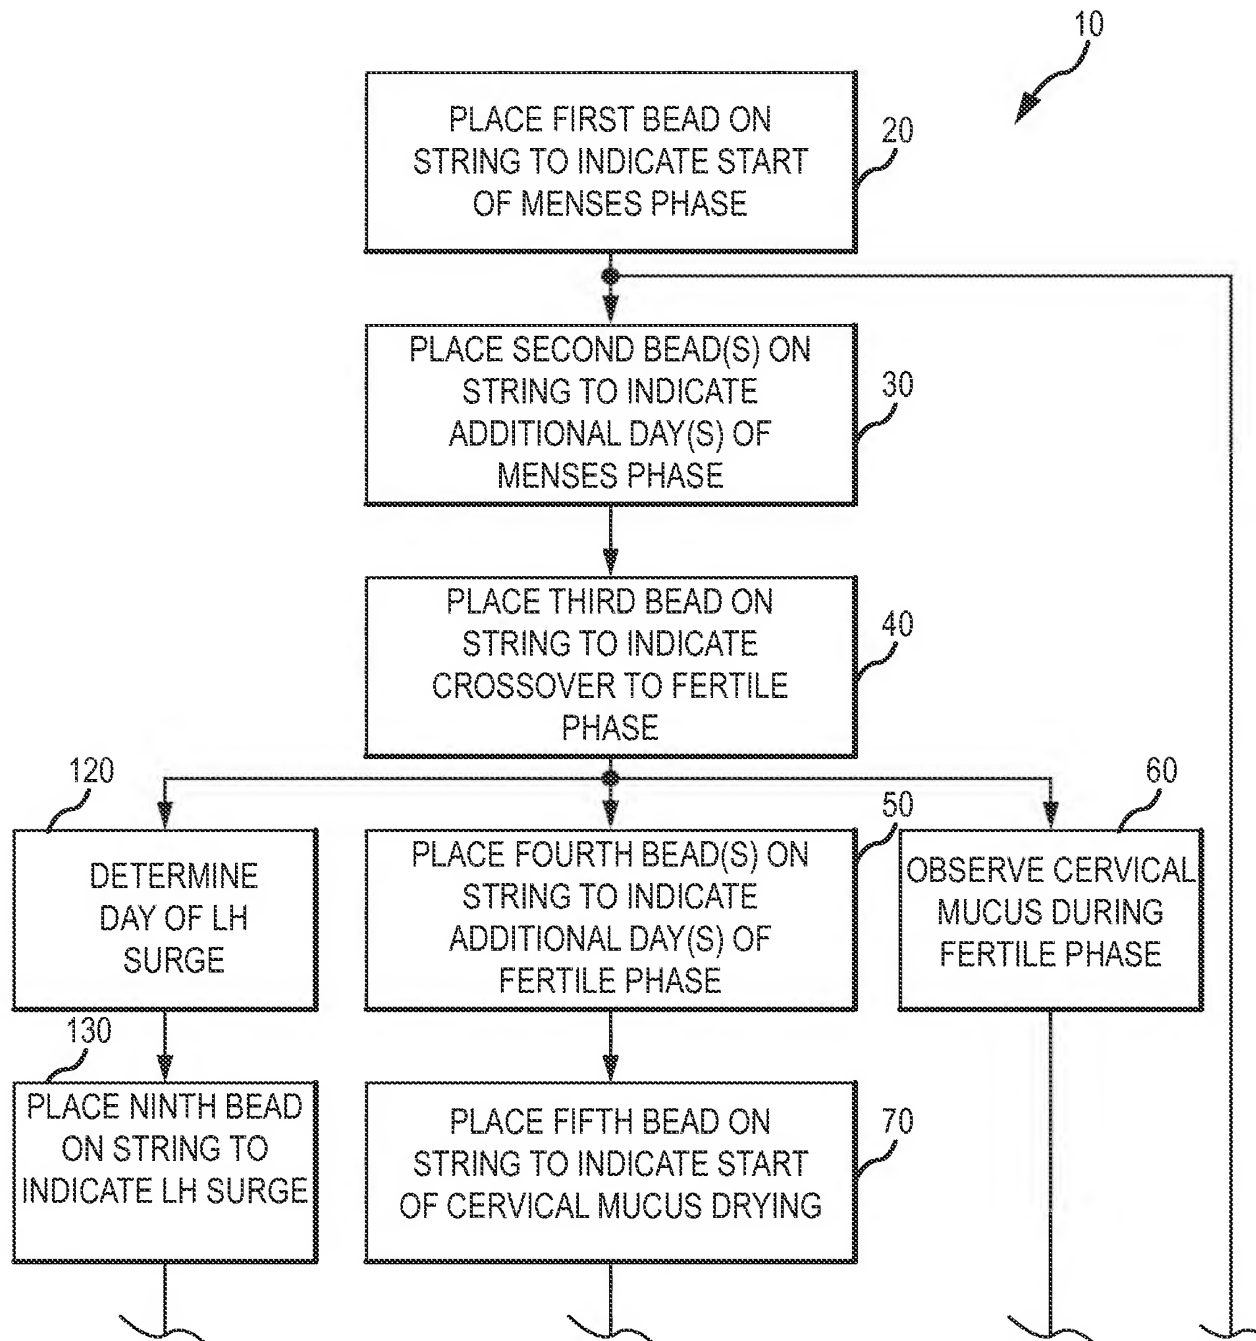 10
PLACE FIRST BEAD ON
STRING TO INDICATE START
OF MENSES PHASE
20
PLACE SECOND BEAD(S) ON
STRING TO INDICATE
ADDITIONAL DAY(S) OF
MENSES PHASE
30
PLACE THIRD BEAD ON
STRING TO INDICATE
CROSSOVER TO FERTILE
PHASE
40
120
DETERMINE
DAY OF LH
SURGE
50
PLACE FOURTH BEAD(S) ON
STRING TO INDICATE
ADDITIONAL DAY(S) OF
FERTILE PHASE
60
OBSERVE CERVICAL
MUCUS DURING
FERTILE PHASE
130
PLACE NINTH BEAD
ON STRING TO
INDICATE LH SURGE
PLACE FIFTH BEAD ON
STRING TO INDICATE START
OF CERVICAL MUCUS DRYING
70